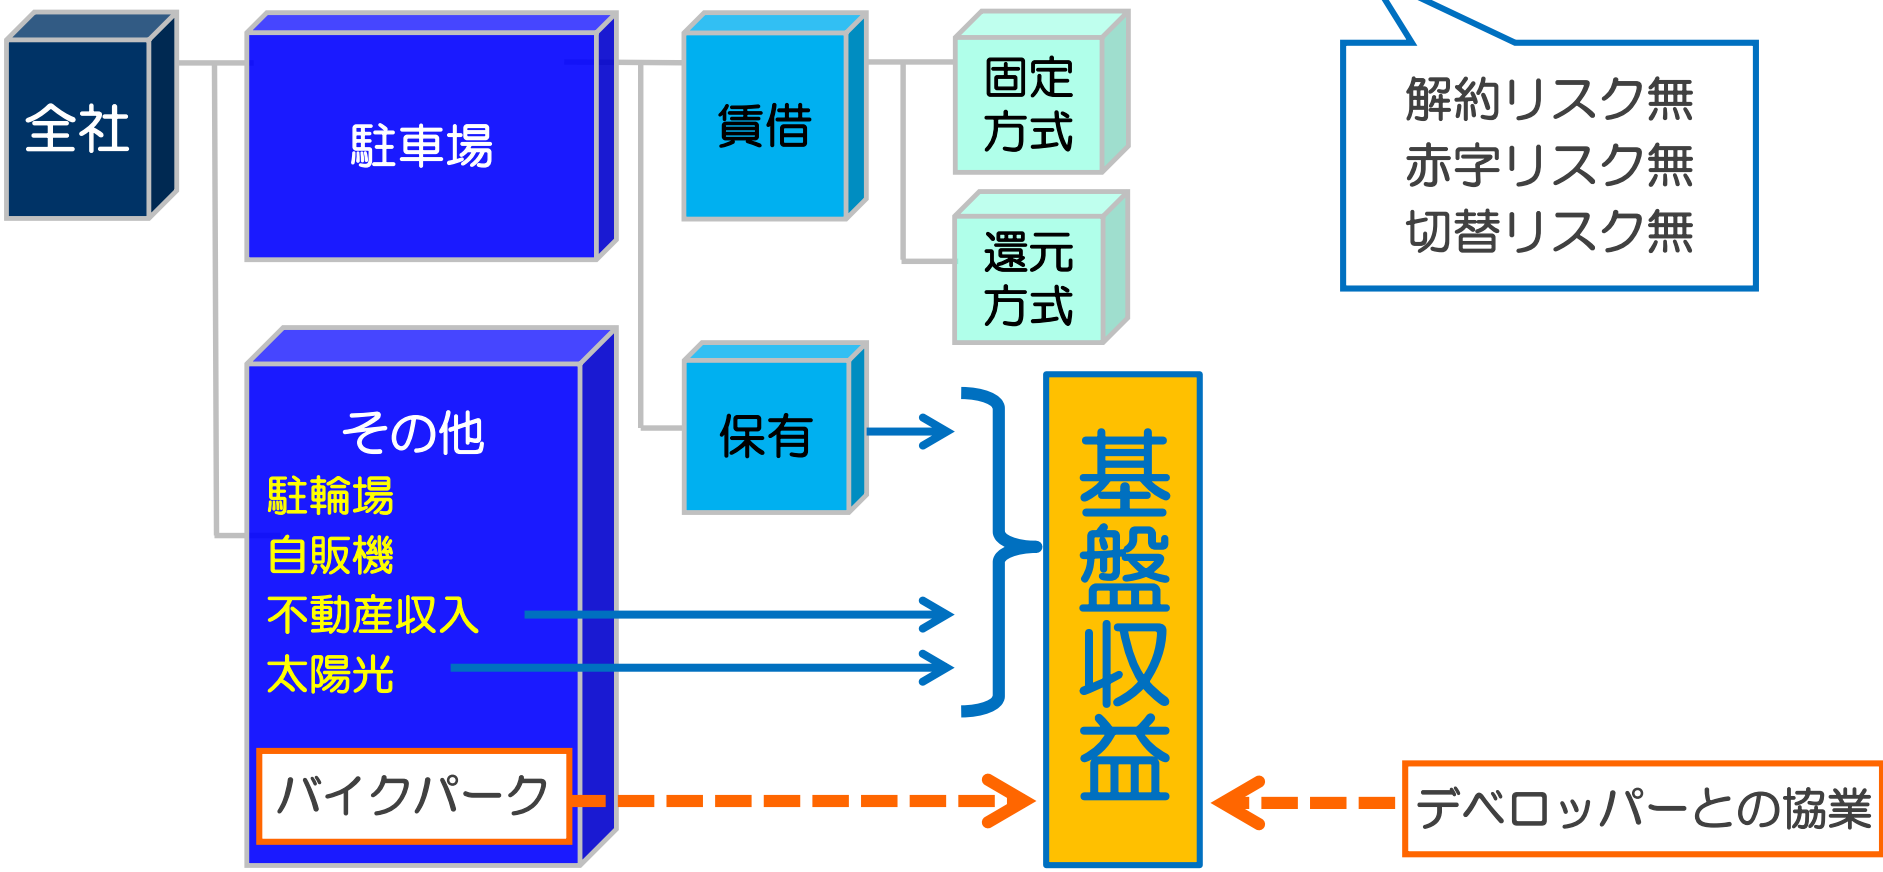 全社
駐車場
賃借
固定
方式
還元
方式
解約リスク無
赤字リスク無
切替リスク無
保有
その他
駐輪場
自販機
不動産収入
太陽光
バイクパーク
基盤収益
デベロッパーとの協業